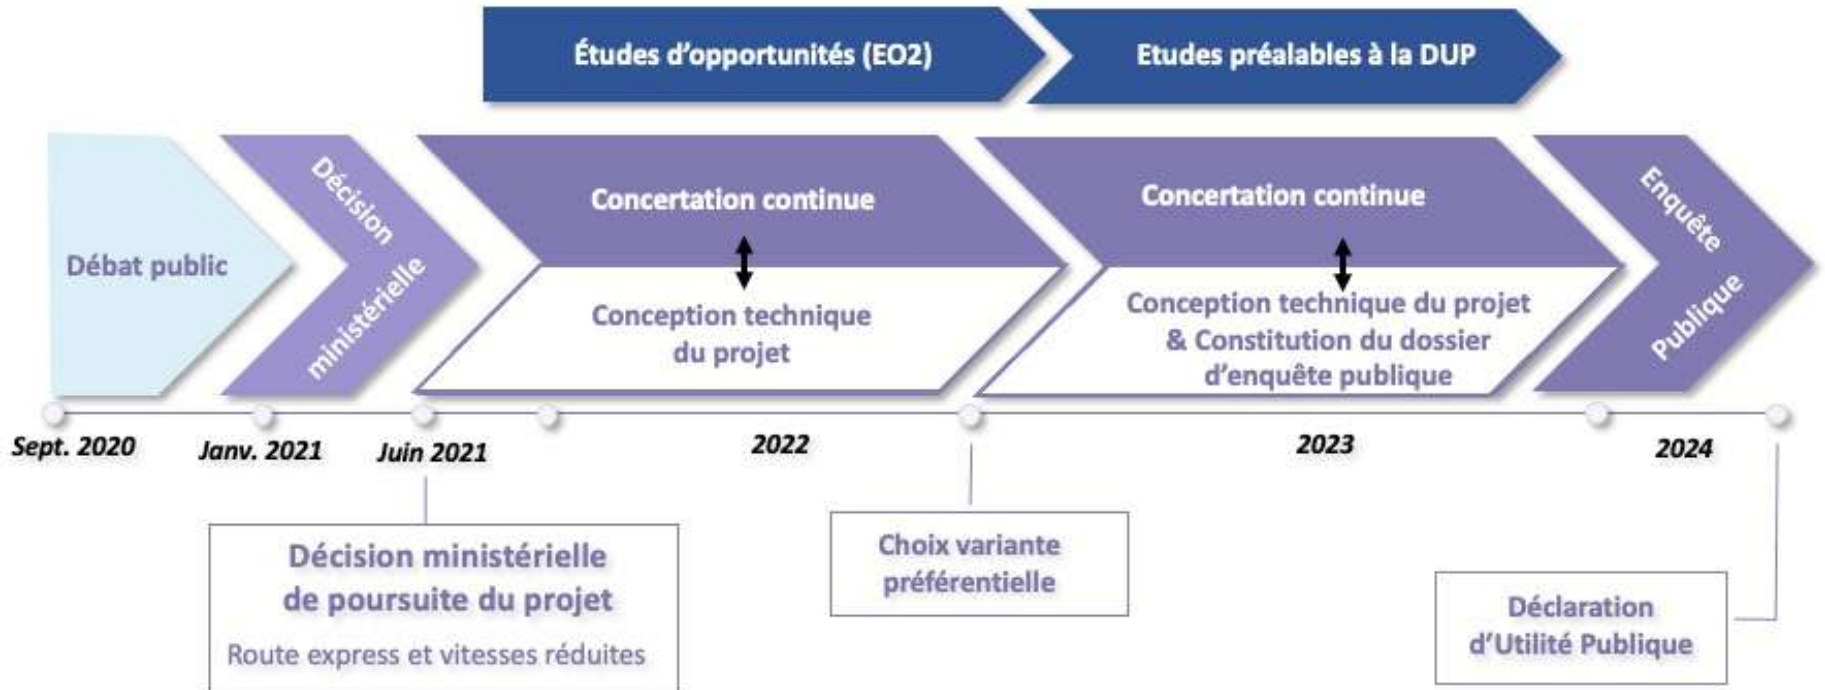 Études d'opportunités (EO2)
Etudes préalables à la DUP
Débat public
Décision
ministérielle
Concertation continue
Conception technique
du projet
Concertation continue
Conception technique du projet
& Constitution du dossier
d'enquête publique
Enquête
Publique
Sept. 2020
Janv. 2021
Juin 2021
2022
2023
2024
Décision ministérielle
de poursuite du projet
Route express et vitesses réduites
Choix variante
préférentielle
Déclaration
d'Utilité Publique